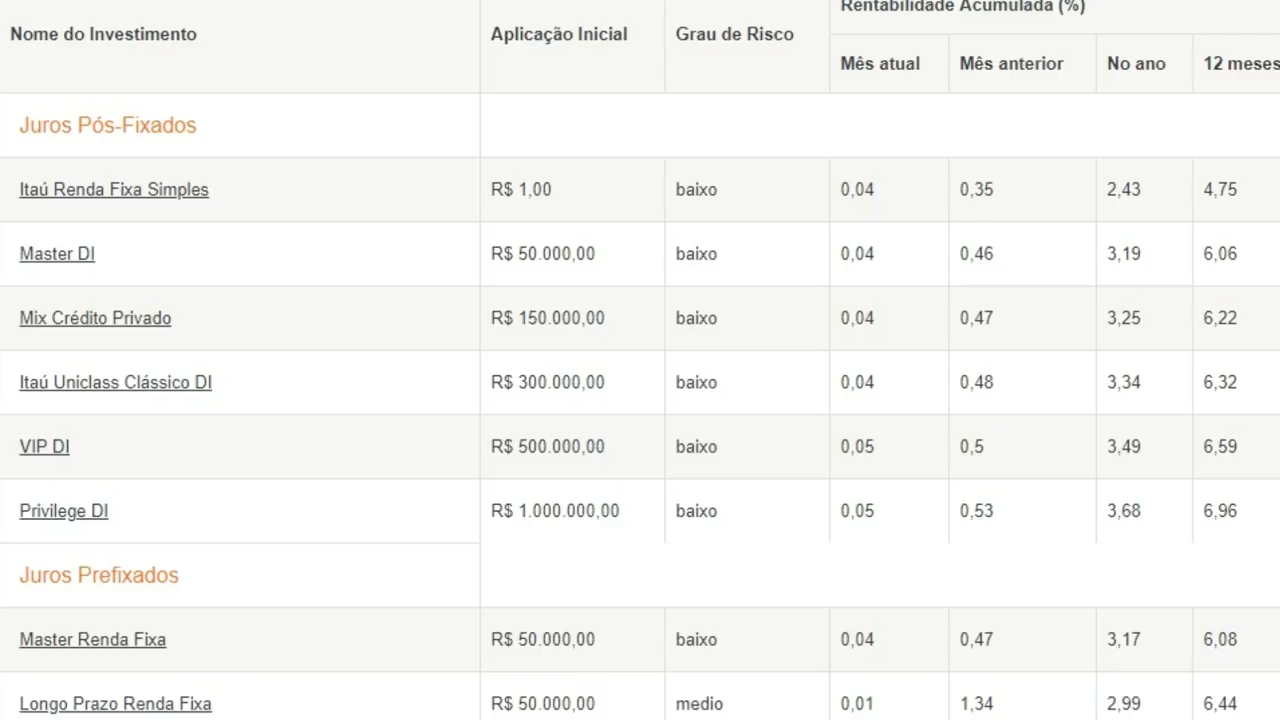 Rentabilidade Acumulada (%)
Nome do Investimento Aplicação Inicial Grau de Risco
Mês atual Mês anterior No ano 12 meses
Juros Pós-Fixados
Itaú Renda Fixa Simples R$ 1,00 baixo 0,04 0,35 2,43 4,75
Master DI R$ 50.000,00 baixo 0,04 0,46 3,19 6,06
Mix Crédito Privado R$ 150.000,00 baixo 0,04 0,47 3,25 6,22
Itaú Uniclass Clássico DI R$ 300.000,00 baixo 0,04 0,48 3,34 6,32
VIP DI R$ 500.000,00 baixo 0,05 0,5 3,49 6,59
Privilege DI R$ 1.000.000,00 baixo 0,05 0,53 3,68 6,96
Juros Prefixados
Master Renda Fixa R$ 50.000,00 baixo 0,04 0,47 3,17 6,08
Longo Prazo Renda Fixa R$ 50.000,00 medio 0,01 1,34 2,99 6,44